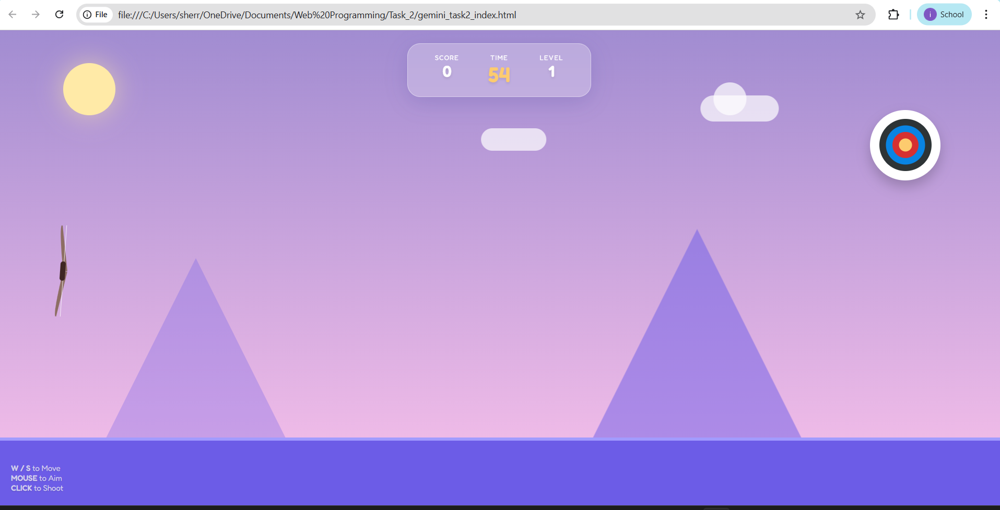 File
file:///C:/Users/sherr/OneDrive/Documents/Web%20Programming/Task_2/gemini_task2_index.html
i
School
SCORE
0
TIME
54
LEVEL
1
W / S to Move
MOUSE to Aim
CLICK to Shoot